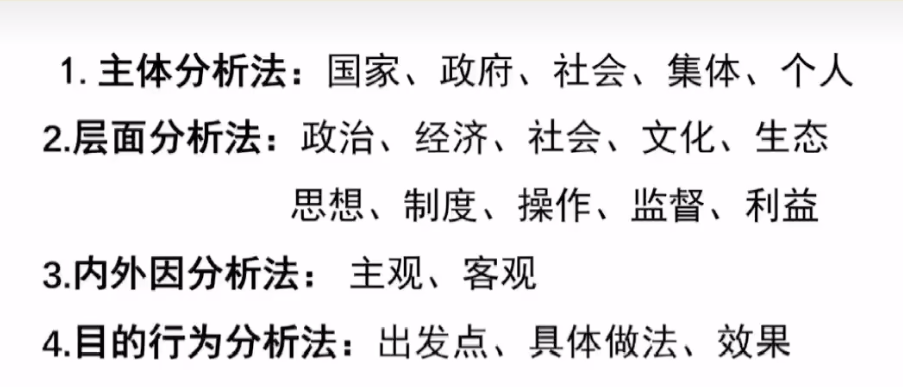 1. 主体分析法：国家、政府、社会、集体、个人
2.层面分析法：政治、经济、社会、文化、生态
思想、制度、操作、监督、利益
3.内外因分析法： 主观、客观
4.目的行为分析法：出发点、具体做法、效果